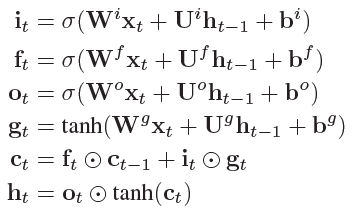 i_t = σ(W^i x_t + U^i h_{t−1} + b^i)
f_t = σ(W^f x_t + U^f h_{t−1} + b^f)
o_t = σ(W^o x_t + U^o h_{t−1} + b^o)
g_t = tanh(W^g x_t + U^g h_{t−1} + b^g)
c_t = f_t ⊙ c_{t−1} + i_t ⊙ g_t
h_t = o_t ⊙ tanh(c_t)